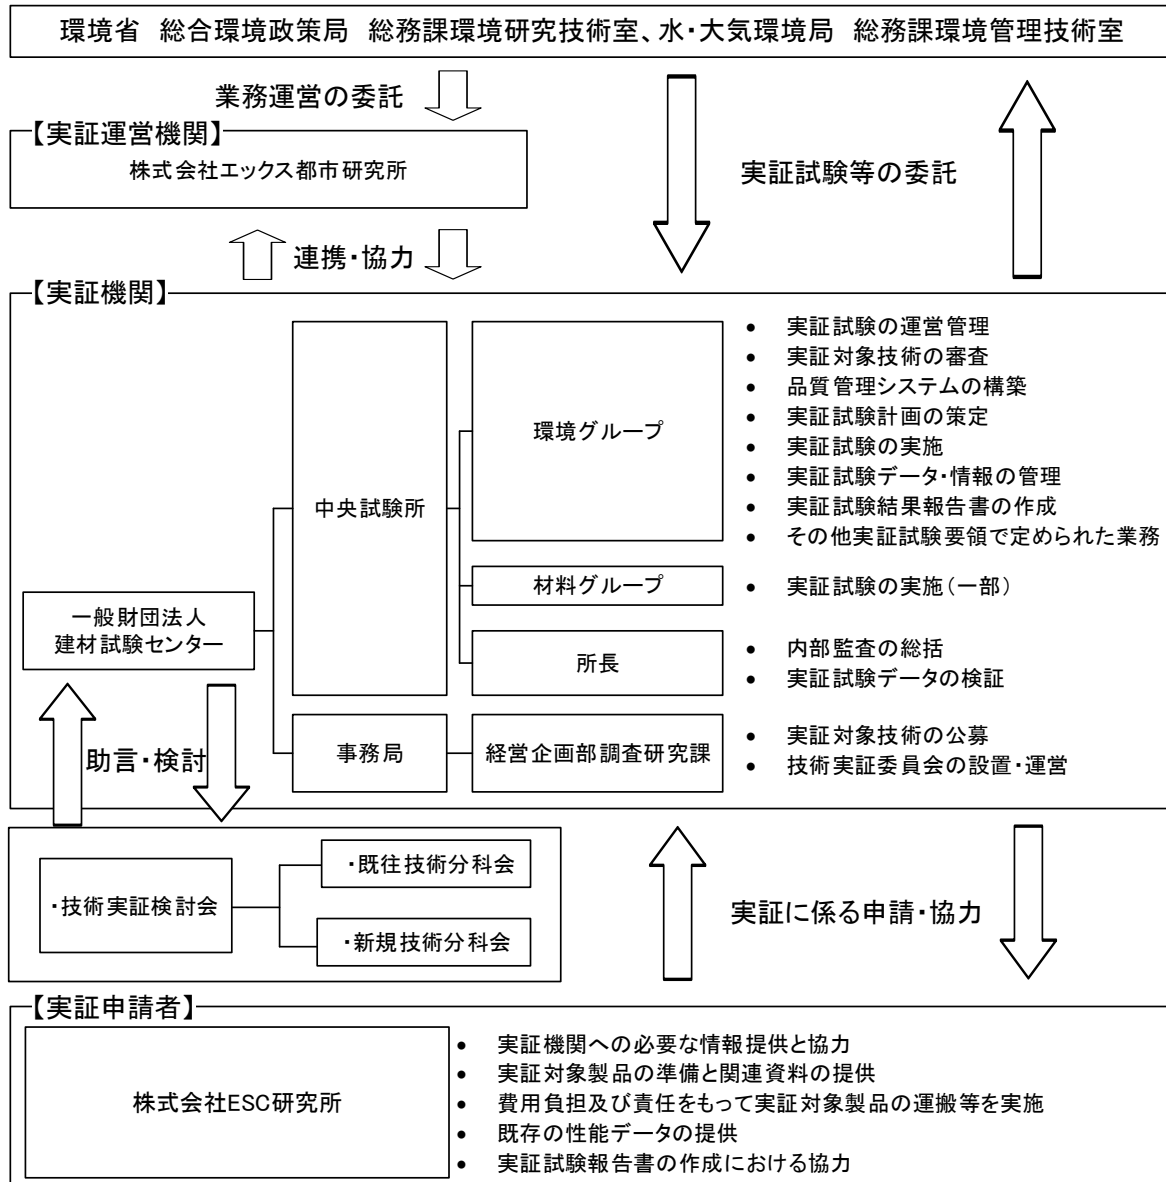 環境省　総合環境政策局　総務課環境研究技術室、水・大気環境局　総務課環境管理技術室
業務運営の委託
【実証運営機関】
株式会社エックス都市研究所
実証試験等の委託
連携・協力
【実証機関】
一般財団法人
建材試験センター
中央試験所
環境グループ
• 実証試験の運営管理
• 実証対象技術の審査
• 品質管理システムの構築
• 実証試験計画の策定
• 実証試験の実施
• 実証試験データ・情報の管理
• 実証試験結果報告書の作成
• その他実証試験要領で定められた業務
材料グループ
• 実証試験の実施（一部）
所長
• 内部監査の総括
• 実証試験データの検証
事務局
経営企画部調査研究課
• 実証対象技術の公募
• 技術実証委員会の設置・運営
助言・検討
・技術実証検討会
・既往技術分科会
・新規技術分科会
実証に係る申請・協力
【実証申請者】
株式会社ESC研究所
• 実証機関への必要な情報提供と協力
• 実証対象製品の準備と関連資料の提供
• 費用負担及び責任をもって実証対象製品の運搬等を実施
• 既存の性能データの提供
• 実証試験報告書の作成における協力